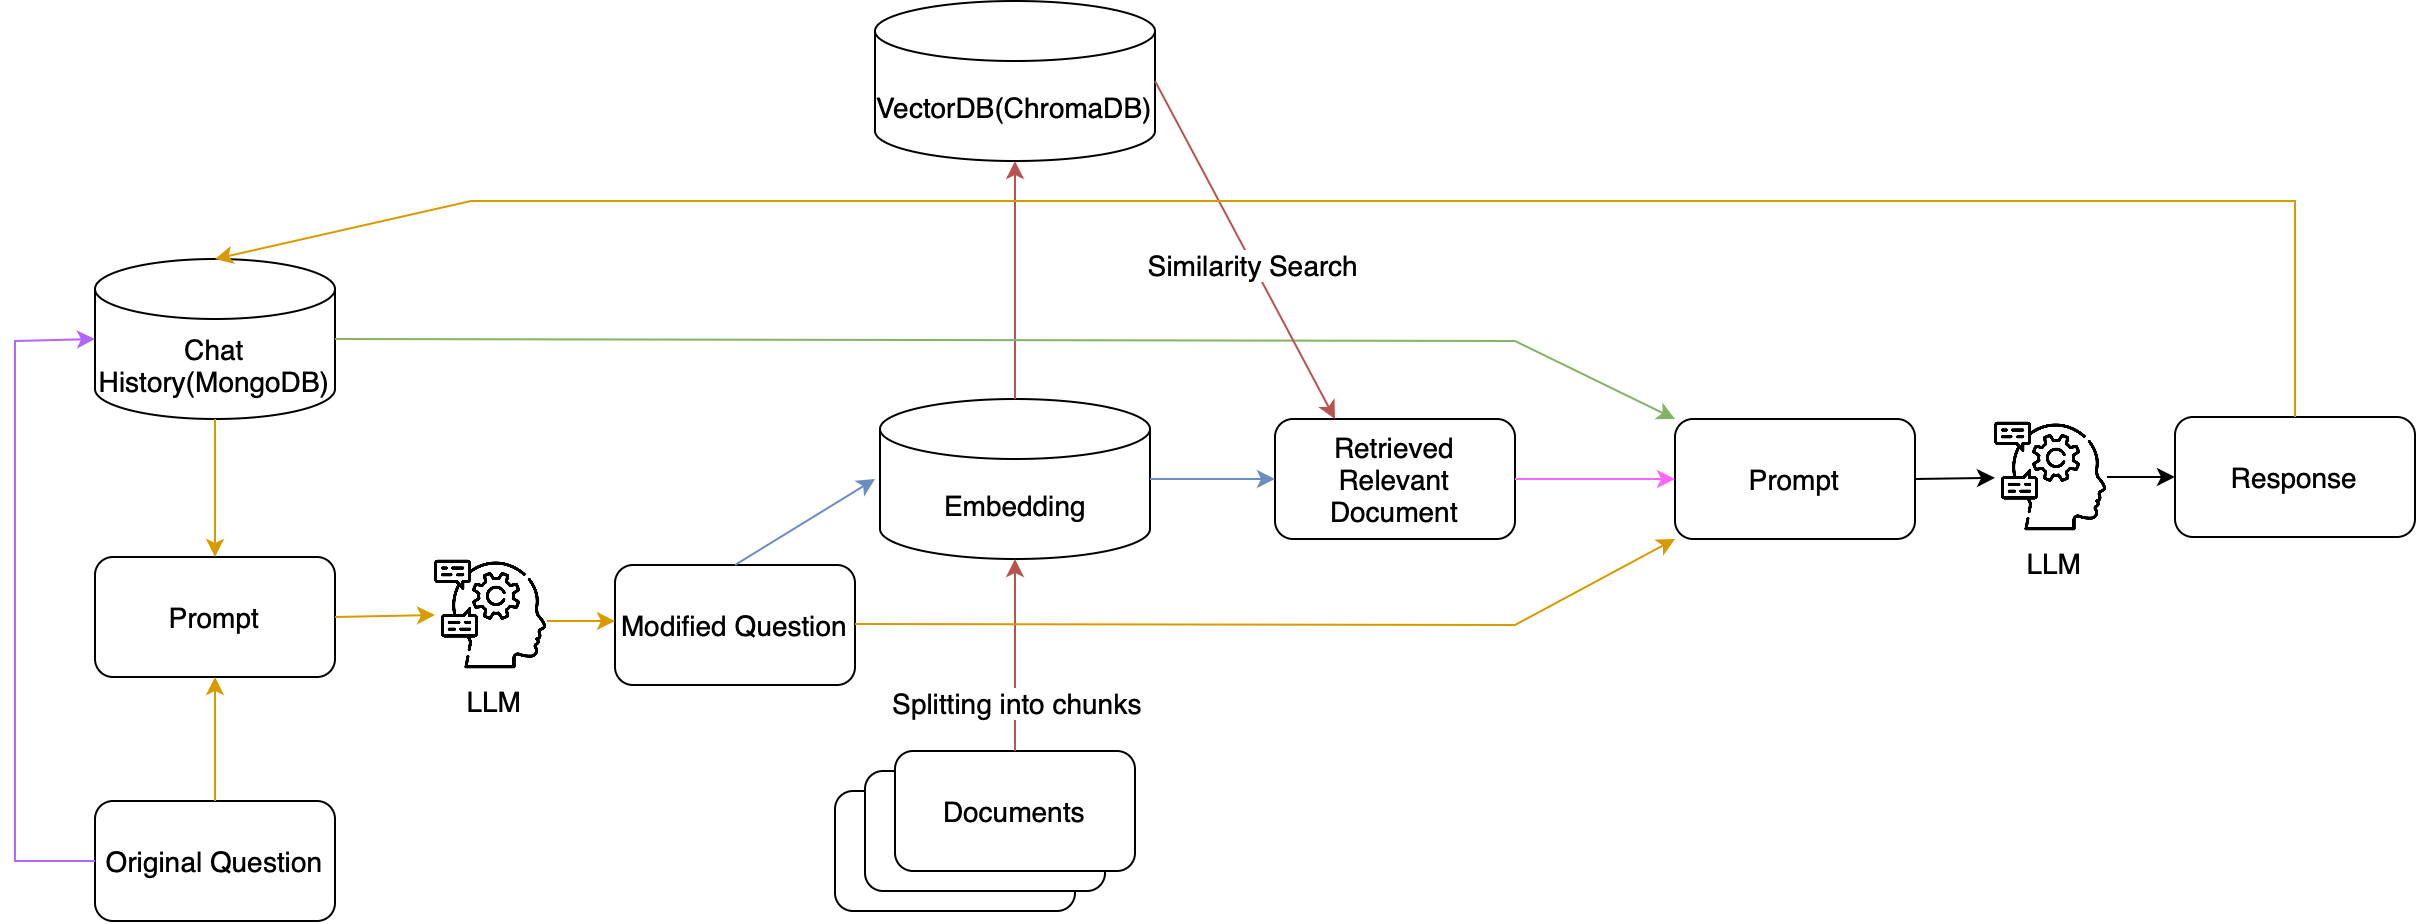 VectorDB(ChromaDB)
Similarity Search
Chat
History(MongoDB)
Retrieved
Relevant
Document
Prompt
Response
Embedding
LLM
Prompt
Modified Question
LLM
Splitting into chunks
Documents
Original Question